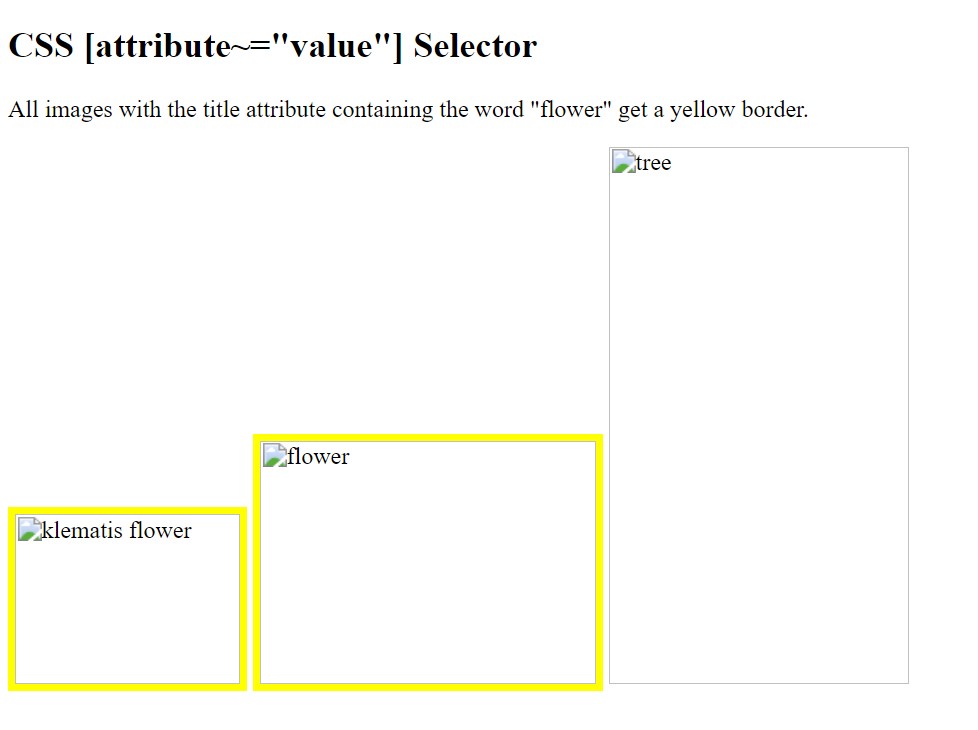 CSS [attribute~="value"] Selector
All images with the title attribute containing the word "flower" get a yellow border.
tree
flower
klematis flower